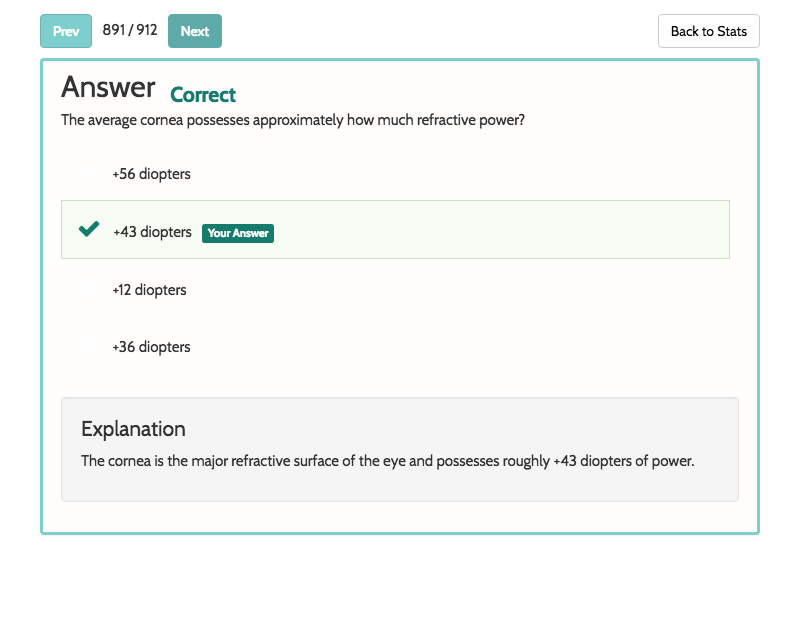 Prev 891 / 912 Next Back to Stats
Answer Correct
The average cornea possesses approximately how much refractive power?
+56 diopters
+43 diopters Your Answer
+12 diopters
+36 diopters
Explanation
The cornea is the major refractive surface of the eye and possesses roughly +43 diopters of power.